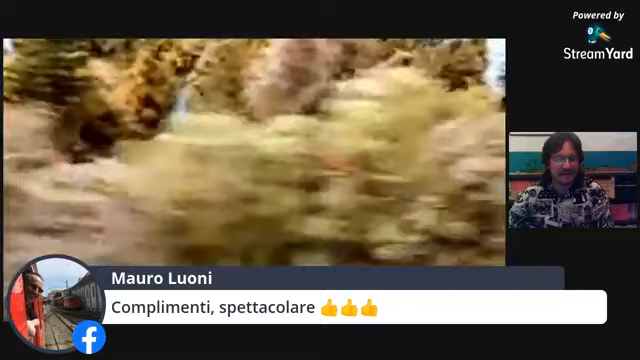 Powered by
StreamYard
Mauro Luoni
Complimenti, spettacolare 👍👍👍